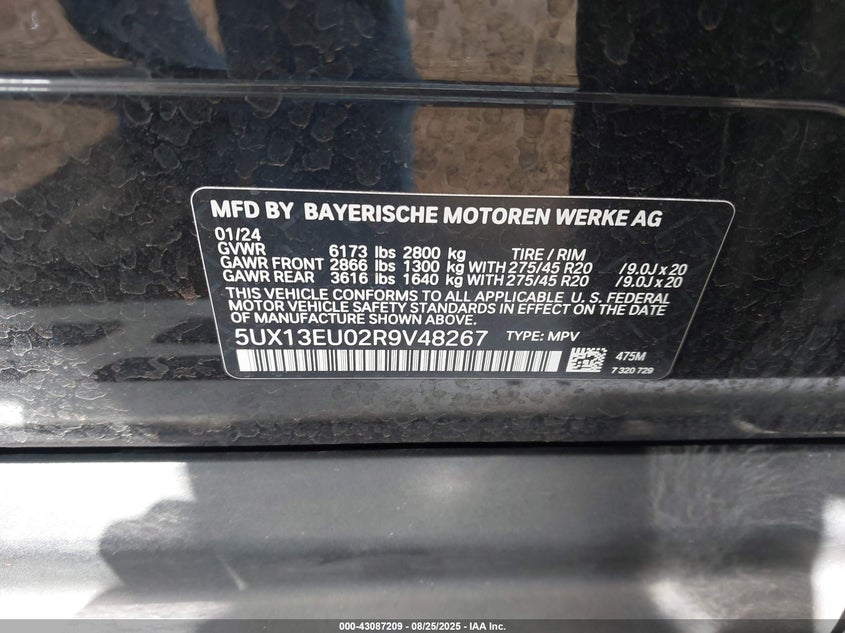 MFD BY BAYERISCHE MOTOREN WERKE AG
01/24
GVWR 6173 lbs 2800 kg TIRE / RIM
GAWR FRONT 2866 lbs 1300 kg WITH 275/45 R20 / 9.0J x 20
GAWR REAR 3616 lbs 1640 kg WITH 275/45 R20 / 9.0J x 20
THIS VEHICLE CONFORMS TO ALL APPLICABLE U. S. FEDERAL
MOTOR VEHICLE SAFETY STANDARDS IN EFFECT ON THE DATE
OF MANUFACTURE SHOWN ABOVE.
5UX13EU02R9V48267 TYPE: MPV
475M
7 320 729
000-43087209 - 08/25/2025 - IAA Inc.